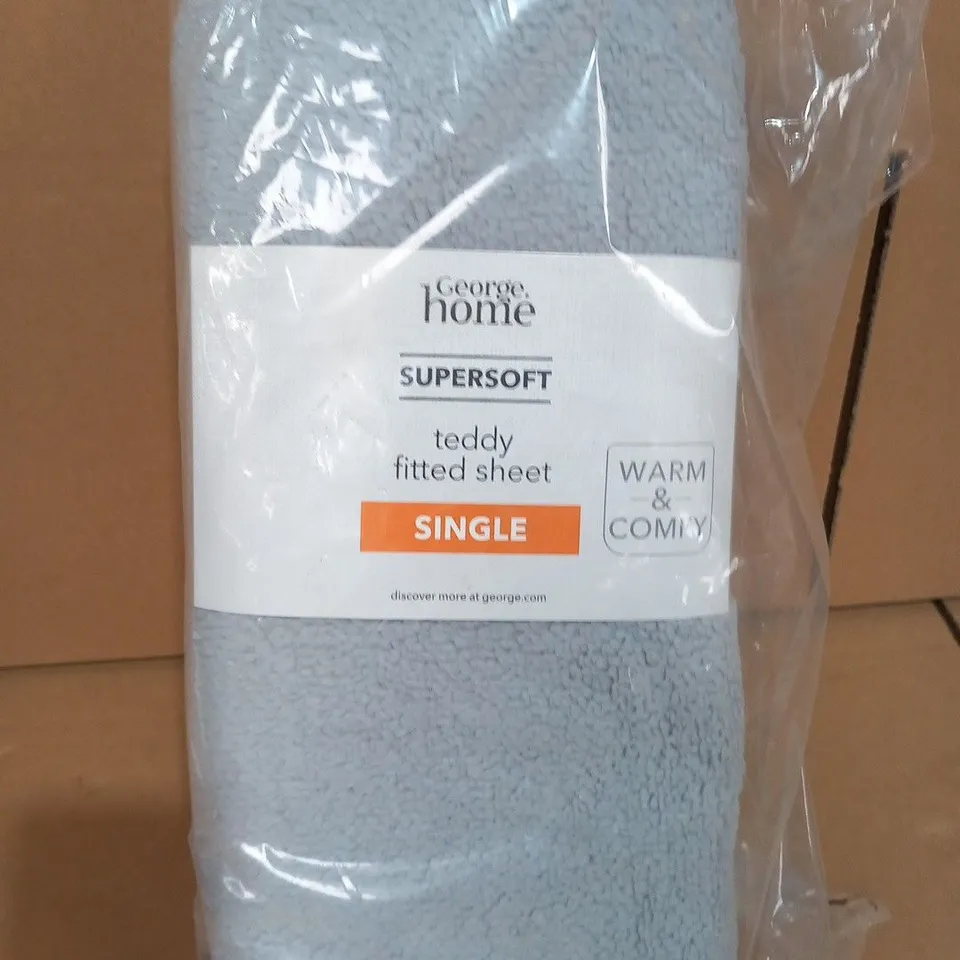 George.
home
SUPERSOFT
teddy
fitted sheet
SINGLE
WARM
&
COMFY
discover more at george.com